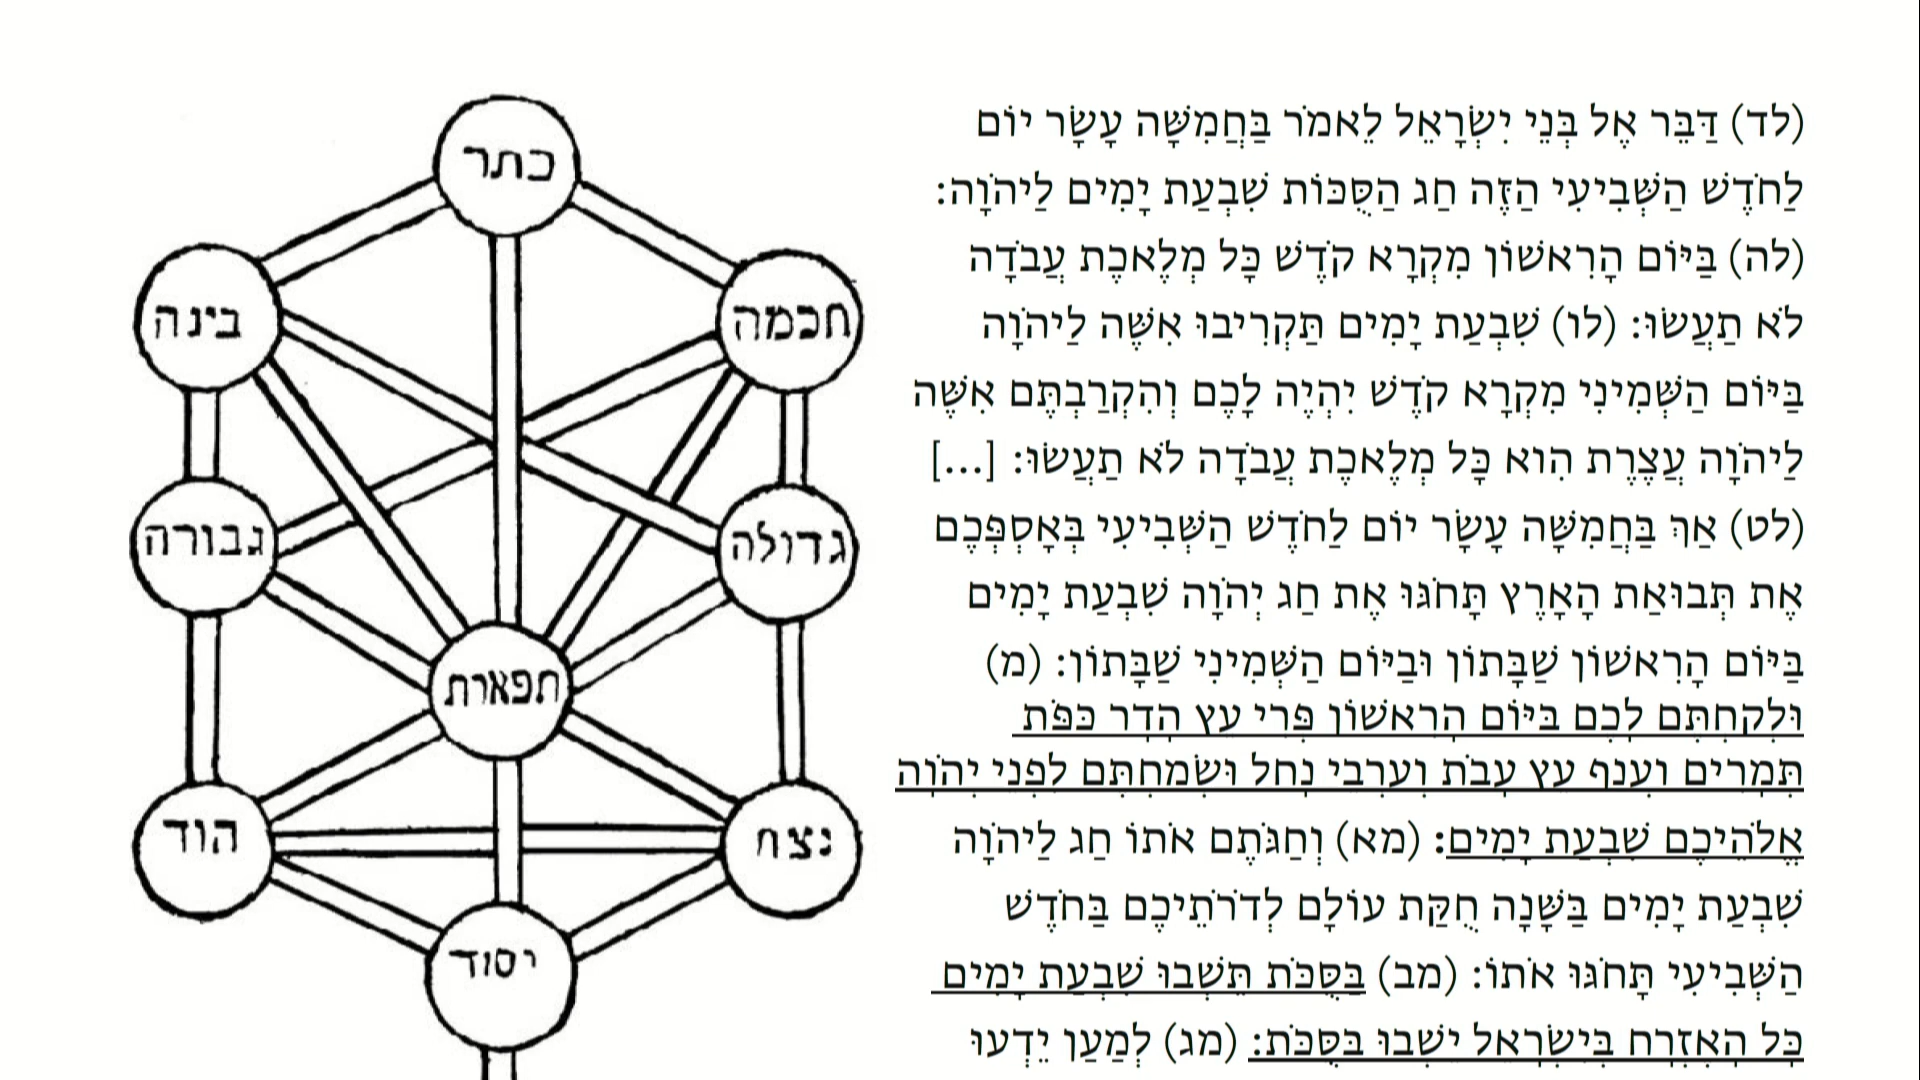 כתר
בינה
חכמה
גבורה
גדולה
תפארת
הוד
נצח
יסוד
(לד) דַּבֵּר אֶל בְּנֵי יִשְׂרָאֵל לֵאמֹר בַּחֲמִשָּׁה עָשָׂר יוֹם
לַחֹדֶשׁ הַשְּׁבִיעִי הַזֶּה חַג הַסֻּכּוֹת שִׁבְעַת יָמִים לַיהֹוָה:
(לה) בַּיּוֹם הָרִאשׁוֹן מִקְרָא קֹדֶשׁ כָּל מְלֶאכֶת עֲבֹדָה
לֹא תַעֲשׂוּ: (לו) שִׁבְעַת יָמִים תַּקְרִיבוּ אִשֶּׁה לַיהֹוָה
בַּיּוֹם הַשְּׁמִינִי מִקְרָא קֹדֶשׁ יִהְיֶה לָכֶם וְהִקְרַבְתֶּם אִשֶּׁה
לַיהֹוָה עֲצֶרֶת הִוא כָּל מְלֶאכֶת עֲבֹדָה לֹא תַעֲשׂוּ: [...]
(לט) אַךְ בַּחֲמִשָּׁה עָשָׂר יוֹם לַחֹדֶשׁ הַשְּׁבִיעִי בְּאָסְפְּכֶם
אֶת תְּבוּאַת הָאָרֶץ תָּחֹגּוּ אֶת חַג יְהֹוָה שִׁבְעַת יָמִים
בַּיּוֹם הָרִאשׁוֹן שַׁבָּתוֹן וּבַיּוֹם הַשְּׁמִינִי שַׁבָּתוֹן: (מ)
וּלְקַחְתֶּם לָכֶם בַּיּוֹם הָרִאשׁוֹן פְּרִי עֵץ הָדָר כַּפֹּת
תְּמָרִים וַעֲנַף עֵץ עָבֹת וְעַרְבֵי נָחַל וּשְׂמַחְתֶּם לִפְנֵי יְהֹוָה
אֱלֹהֵיכֶם שִׁבְעַת יָמִים: (מא) וְחַגֹּתֶם אֹתוֹ חַג לַיהֹוָה
שִׁבְעַת יָמִים בַּשָּׁנָה חֻקַּת עוֹלָם לְדֹרֹתֵיכֶם בַּחֹדֶשׁ
הַשְּׁבִיעִי תָּחֹגּוּ אֹתוֹ: (מב) בַּסֻּכֹּת תֵּשְׁבוּ שִׁבְעַת יָמִים
כָּל הָאֶזְרָח בְּיִשְׂרָאֵל יֵשְׁבוּ בַּסֻּכֹּת: (מג) לְמַעַן יֵדְעוּ